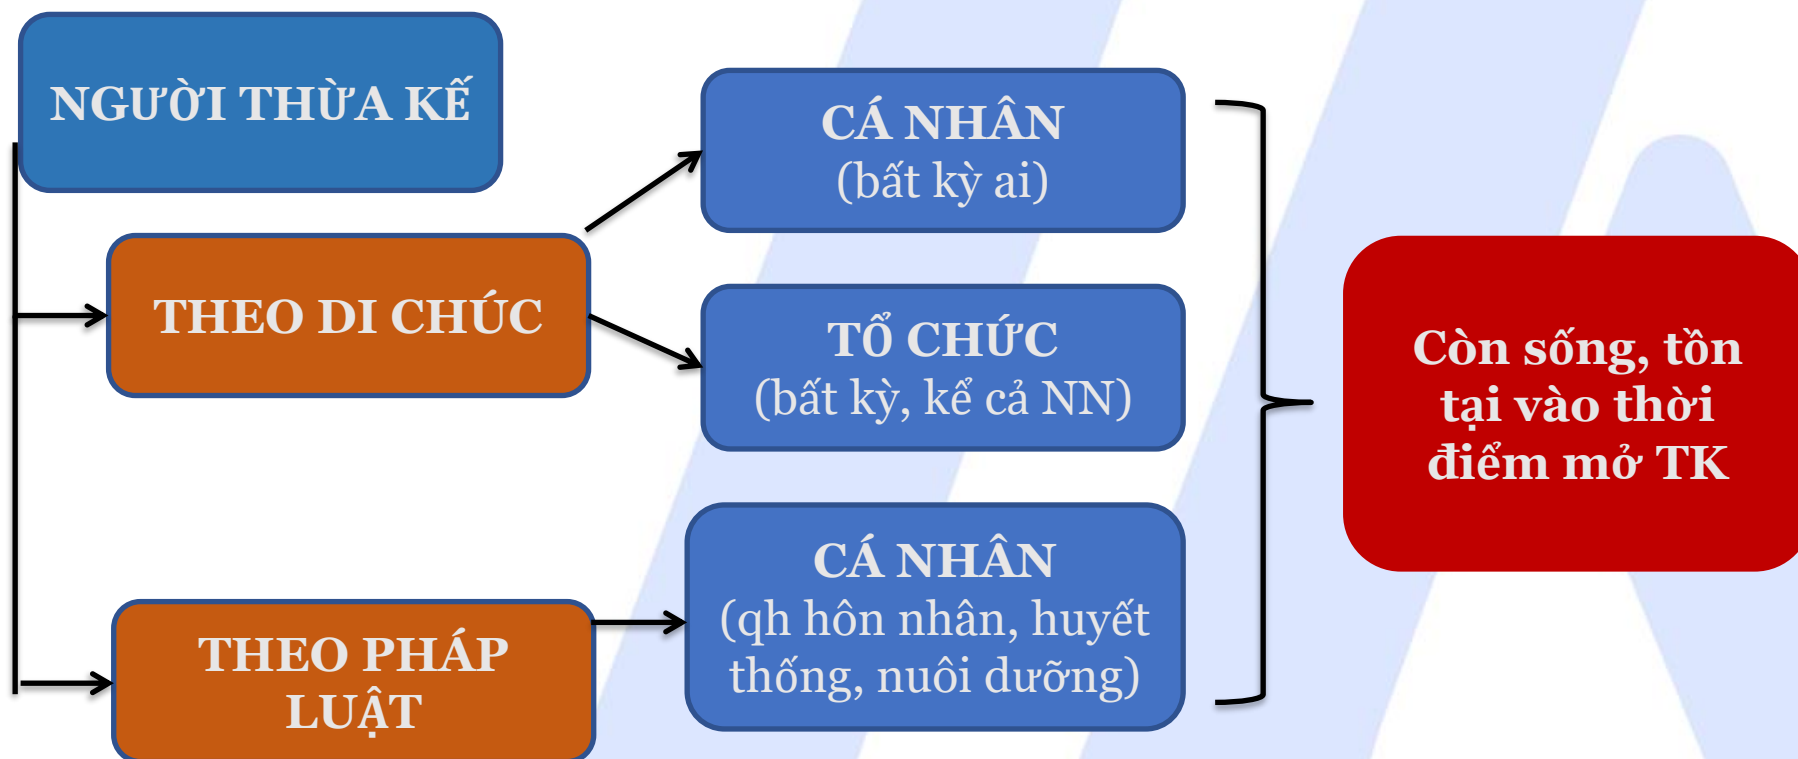 NGƯỜI THỪA KẾ
THEO DI CHÚC
CÁ NHÂN
(bất kỳ ai)
TỔ CHỨC
(bất kỳ, kể cả NN)
THEO PHÁP
LUẬT
CÁ NHÂN
(qh hôn nhân, huyết
thống, nuôi dưỡng)
Còn sống, tồn
tại vào thời
điểm mở TK